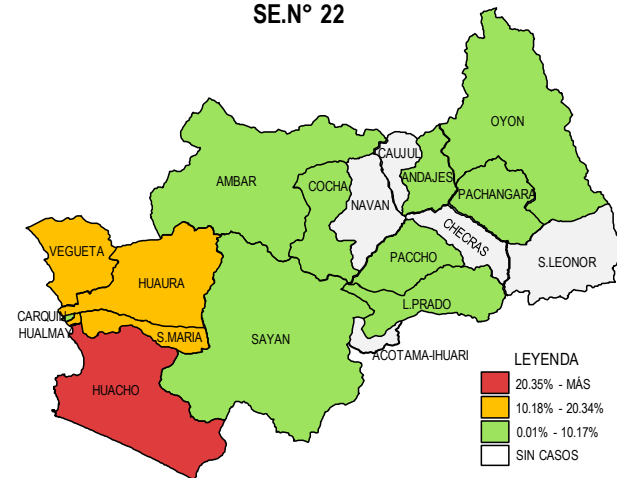 SE.N° 22
OYON
CAUJUL
ANDAJES
AMBAR
COCHA
NAVAN
PACHANGARA
CHECRAS
VEGUETA
PACCHO
S.LEONOR
HUAURA
L.PRADO
CARQUIN
HUALMAY
S.MARIA
SAYAN
ACOTAMA-IHUARI
HUACHO
LEYENDA
20.35% - MÁS
10.18% - 20.34%
0.01% - 10.17%
SIN CASOS